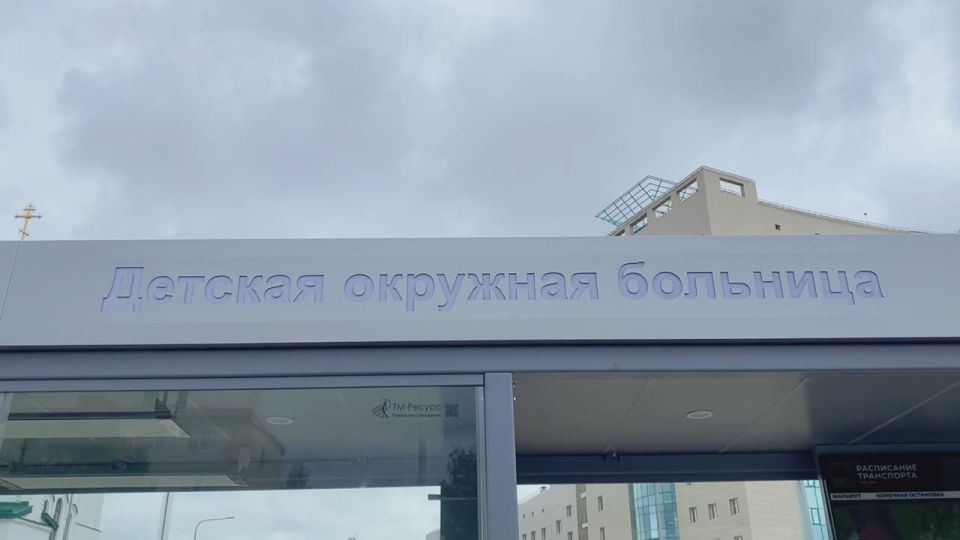 Детская окружная больница
ТМ-Ресурс
РАСПИСАНИЕ
ТРАНСПОРТА
МАРШРУТ КОНЕЧНАЯ ОСТАНОВКА